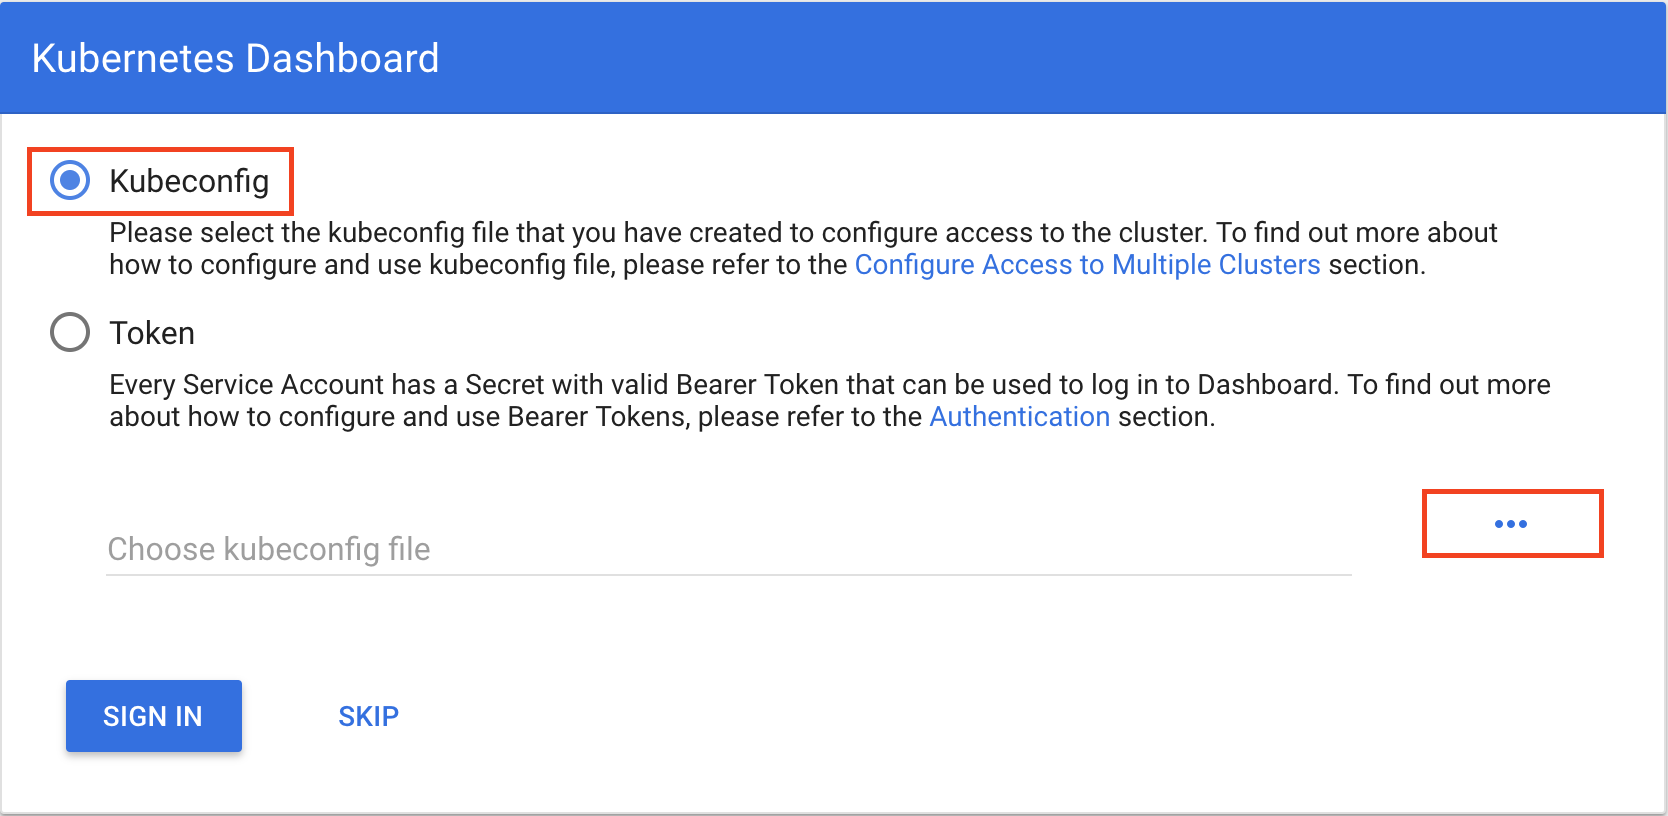 Kubernetes Dashboard
Kubeconfig
Please select the kubeconfig file that you have created to configure access to the cluster. To find out more about
how to configure and use kubeconfig file, please refer to the Configure Access to Multiple Clusters section.
Token
Every Service Account has a Secret with valid Bearer Token that can be used to log in to Dashboard. To find out more
about how to configure and use Bearer Tokens, please refer to the Authentication section.
Choose kubeconfig file
SIGN IN SKIP